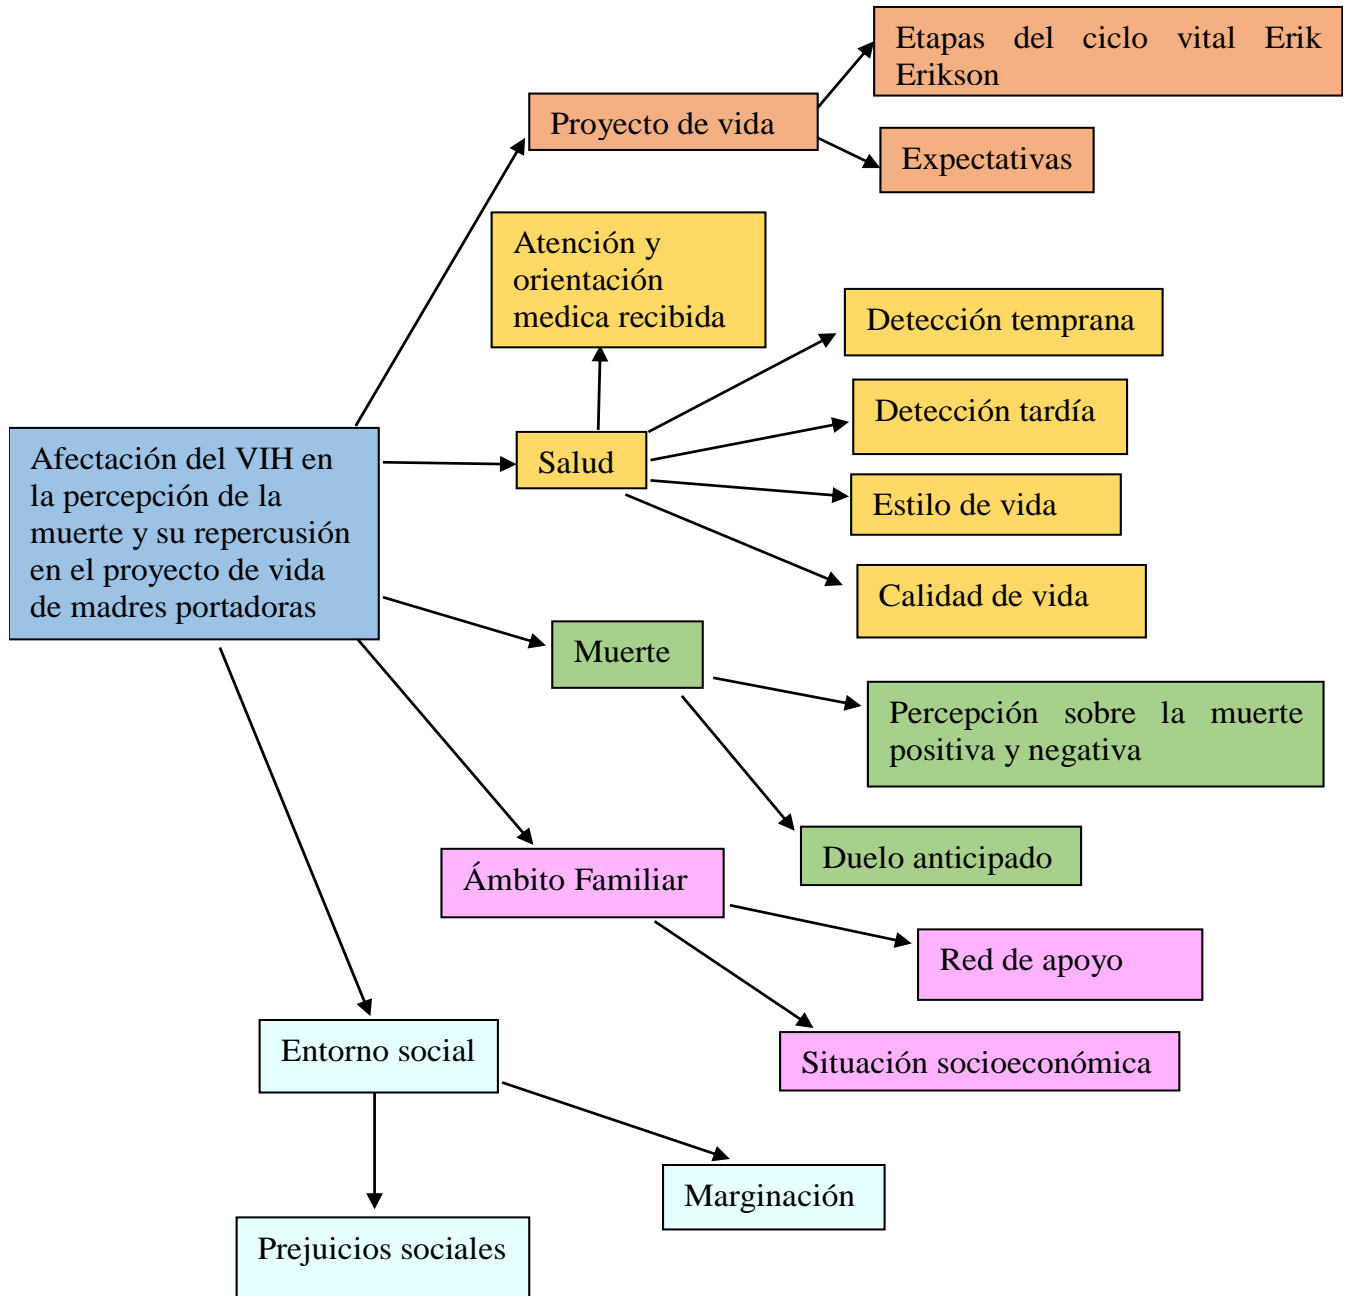 Etapas del ciclo vital Erik
Erikson
Proyecto de vida
Expectativas
Atención y
orientación
medica recibida
Detección temprana
Detección tardía
Salud
Estilo de vida
Calidad de vida
Afectación del VIH en
la percepción de la
muerte y su repercusión
en el proyecto de vida
de madres portadoras
Muerte
Percepción sobre la muerte
positiva y negativa
Duelo anticipado
Ámbito Familiar
Red de apoyo
Situación socioeconómica
Entorno social
Marginación
Prejuicios sociales